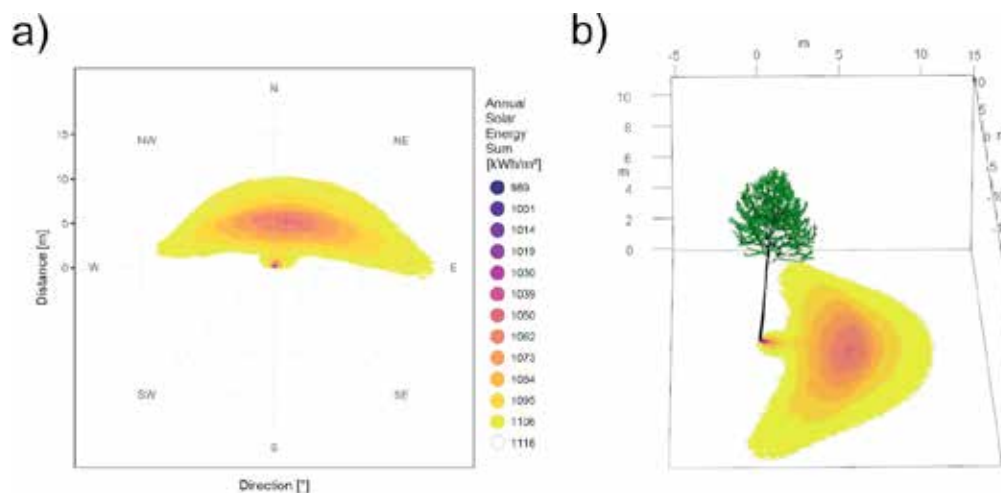 a)
N
NW
NE
15
10
5
0
W
E
SW
SE
S
Distance [m]
Direction [°]
Annual
Solar
Energy
Sum
[kWh/m²]
1014
1019
1030
1039
1050
1062
1073
1084
1095
1106
1116
b)
m
-5
0
5
10
15
10
8
6
m
4
2
0